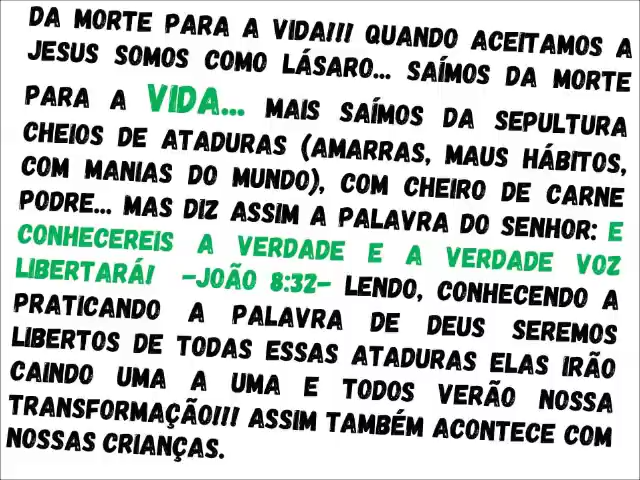 DA MORTE PARA A VIDA!!! QUANDO ACEITAMOS A
JESUS SOMOS COMO LÁSARO... SAÍMOS DA MORTE
PARA A VIDA... MAIS SAÍMOS DA SEPULTURA
CHEIOS DE ATADURAS (AMARRAS, MAUS HÁBITOS,
COM MANIAS DO MUNDO), COM CHEIRO DE CARNE
PODRE... MAS DIZ ASSIM A PALAVRA DO SENHOR: E
CONHECEREIS A VERDADE E A VERDADE VOZ
LIBERTARÁ! -JOÃO 8:32- LENDO, CONHECENDO A
PRATICANDO A PALAVRA DE DEUS SEREMOS
LIBERTOS DE TODAS ESSAS ATADURAS ELAS IRÃO
CAINDO UMA A UMA E TODOS VERÃO NOSSA
TRANSFORMAÇÃO!!! ASSIM TAMBÉM ACONTECE COM
NOSSAS CRIANÇAS.